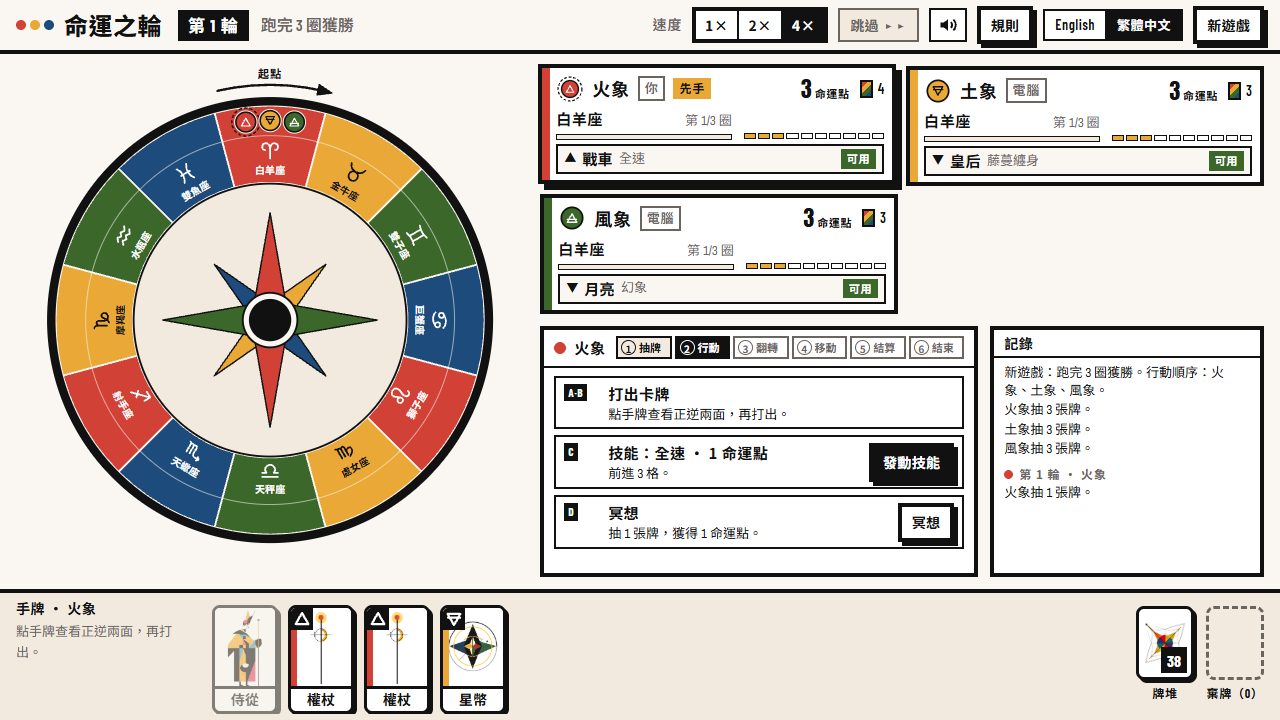 命運之輪
第 1 輪
跑完 3 圈獲勝
速度
1×
2×
4×
跳過
規則
English
繁體中文
新遊戲
起點
白羊座
金牛座
雙子座
巨蟹座
獅子座
處女座
天秤座
天蠍座
射手座
摩羯座
水瓶座
雙魚座
火象
你
先手
3 命運點
4
白羊座
第 1/3 圈
▲ 戰車 全速
可用
土象
電腦
3 命運點
3
白羊座
第 1/3 圈
▼ 皇后 藤蔓纏身
可用
風象
電腦
3 命運點
3
白羊座
第 1/3 圈
▼ 月亮 幻象
可用
火象
1 抽牌
2 行動
3 翻轉
4 移動
5 結算
6 結束
A-B
打出卡牌
點手牌查看正逆兩面，再打出。
C
技能：全速 · 1 命運點
前進 3 格。
發動技能
D
冥想
抽 1 張牌，獲得 1 命運點。
冥想
記錄
新遊戲：跑完 3 圈獲勝。行動順序：火
象、土象、風象。
火象抽 3 張牌。
土象抽 3 張牌。
風象抽 3 張牌。
第 1 輪 · 火象
火象抽 1 張牌。
手牌 · 火象
點手牌查看正逆兩面，再打
出。
侍從
權杖
權杖
星幣
38
牌堆
棄牌（0）